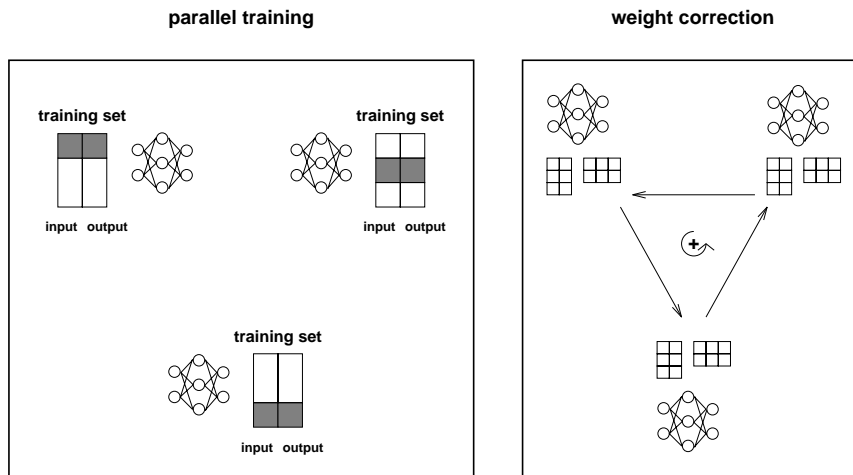 parallel training
weight correction
training set
input output
training set
input output
training set
input output
+